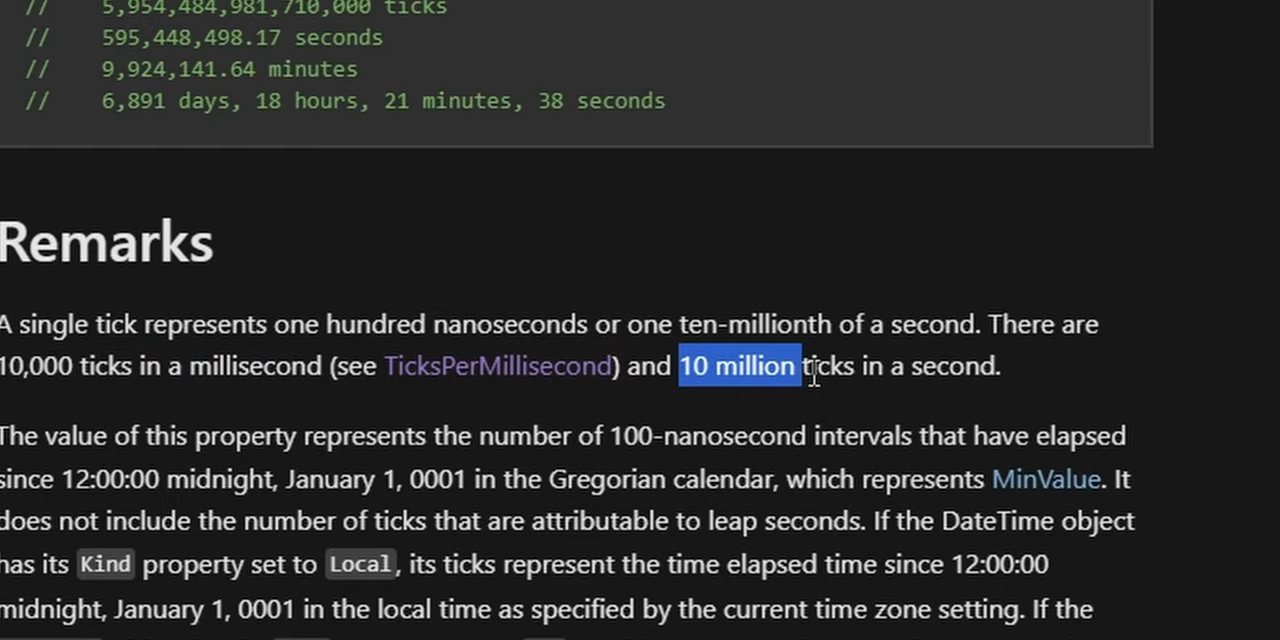 // 5,954,484,981,710,000 ticks
// 595,448,498.17 seconds
// 9,924,141.64 minutes
// 6,891 days, 18 hours, 21 minutes, 38 seconds
Remarks
A single tick represents one hundred nanoseconds or one ten-millionth of a second. There are
10,000 ticks in a millisecond (see TicksPerMillisecond) and 10 million ticks in a second.
The value of this property represents the number of 100-nanosecond intervals that have elapsed
since 12:00:00 midnight, January 1, 0001 in the Gregorian calendar, which represents MinValue. It
does not include the number of ticks that are attributable to leap seconds. If the DateTime object
has its Kind property set to Local, its ticks represent the time elapsed time since 12:00:00
midnight, January 1, 0001 in the local time as specified by the current time zone setting. If the